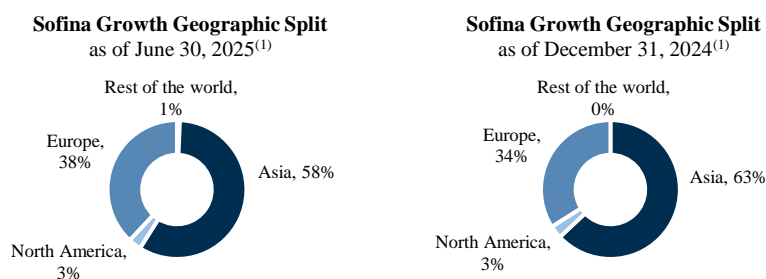 Sofina Growth Geographic Split
as of June 30, 2025(1)
Rest of the world,
1%
Europe,
38%
Asia, 58%
North America,
3%
Sofina Growth Geographic Split
as of December 31, 2024(1)
Rest of the world,
0%
Europe,
34%
Asia, 63%
North America,
3%